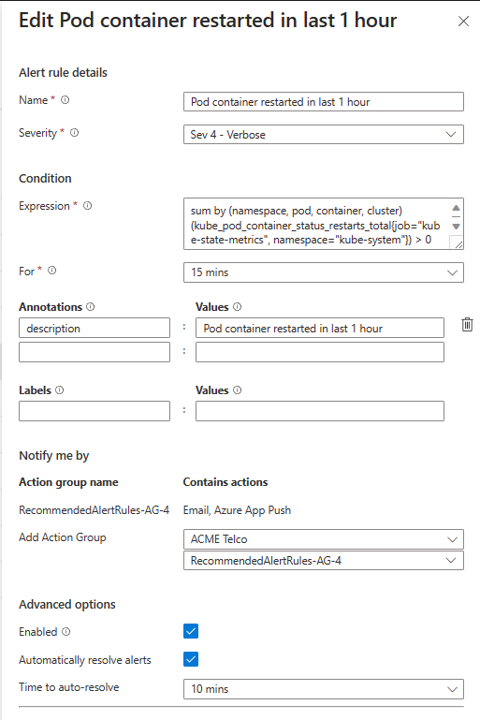 Edit Pod container restarted in last 1 hour
Alert rule details
Name *
Pod container restarted in last 1 hour
Severity *
Sev 4 - Verbose
Condition
Expression *
sum by (namespace, pod, container, cluster)
(kube_pod_container_status_restarts_total{job="kub
e-state-metrics", namespace="kube-system"}) > 0
For *
15 mins
Annotations
Values
description
:
Pod container restarted in last 1 hour
:
Labels
Values
:
Notify me by
Action group name
Contains actions
RecommendedAlertRules-AG-4
Email, Azure App Push
Add Action Group
ACME Telco
RecommendedAlertRules-AG-4
Advanced options
Enabled
Automatically resolve alerts
Time to auto-resolve
10 mins